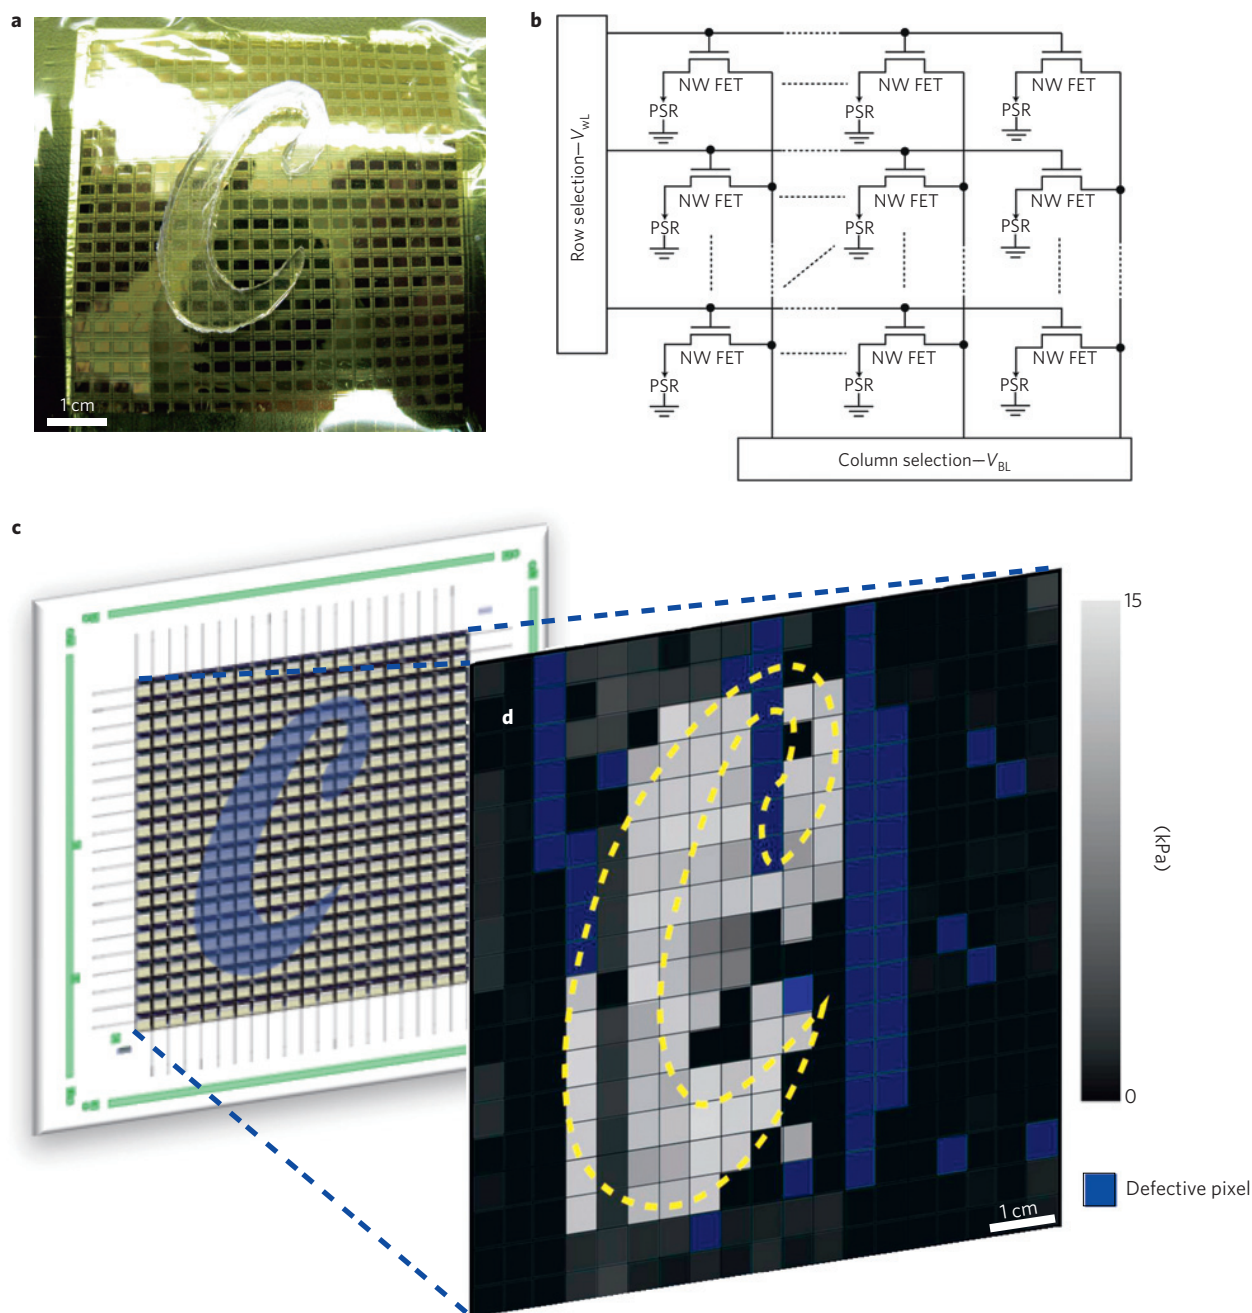 a
1 cm
b
Row selection—VWL
NW FET
NW FET
NW FET
PSR
PSR
PSR
NW FET
NW FET
NW FET
PSR
PSR
PSR
NW FET
NW FET
NW FET
PSR
PSR
PSR
Column selection—VBL
c
d
15
(kPa)
0
Defective pixel
1 cm